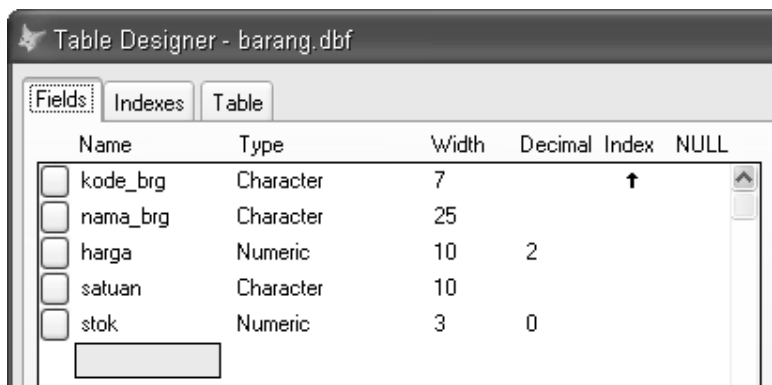 Table Designer - barang.dbf
Fields Indexes Table
Name Type Width Decimal Index NULL
kode_brg Character 7
nama_brg Character 25
harga Numeric 10 2
satuan Character 10
stok Numeric 3 0